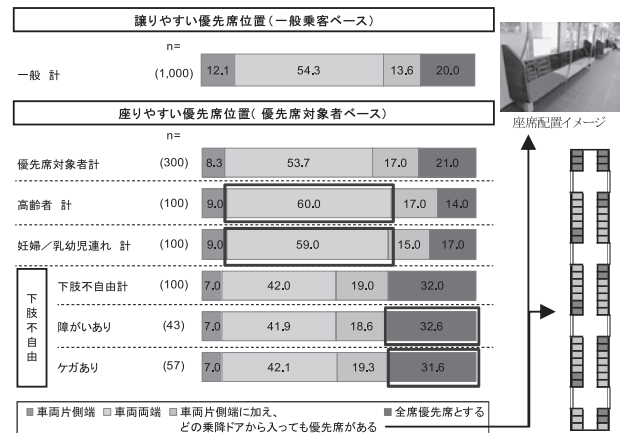 譲りやすい優先席位置(一般乗客ベース)
n=
一般 計 (1,000) 12.1 54.3 13.6 20.0
座りやすい優先席位置( 優先席対象者ベース)
n=
優先席対象者計 (300) 8.3 53.7 17.0 21.0
高齢者 計 (100) 9.0 60.0 17.0 14.0
妊婦/乳幼児連れ 計 (100) 9.0 59.0 15.0 17.0
下肢不自由
下肢不自由計 (100) 7.0 42.0 19.0 32.0
障がいあり (43) 7.0 41.9 18.6 32.6
ケガあり (57) 7.0 42.1 19.3 31.6
車両片側端 車両両端 車両片側端に加え、 全席優先席とする
どの乗降ドアから入っても優先席がある
座席配置イメージ